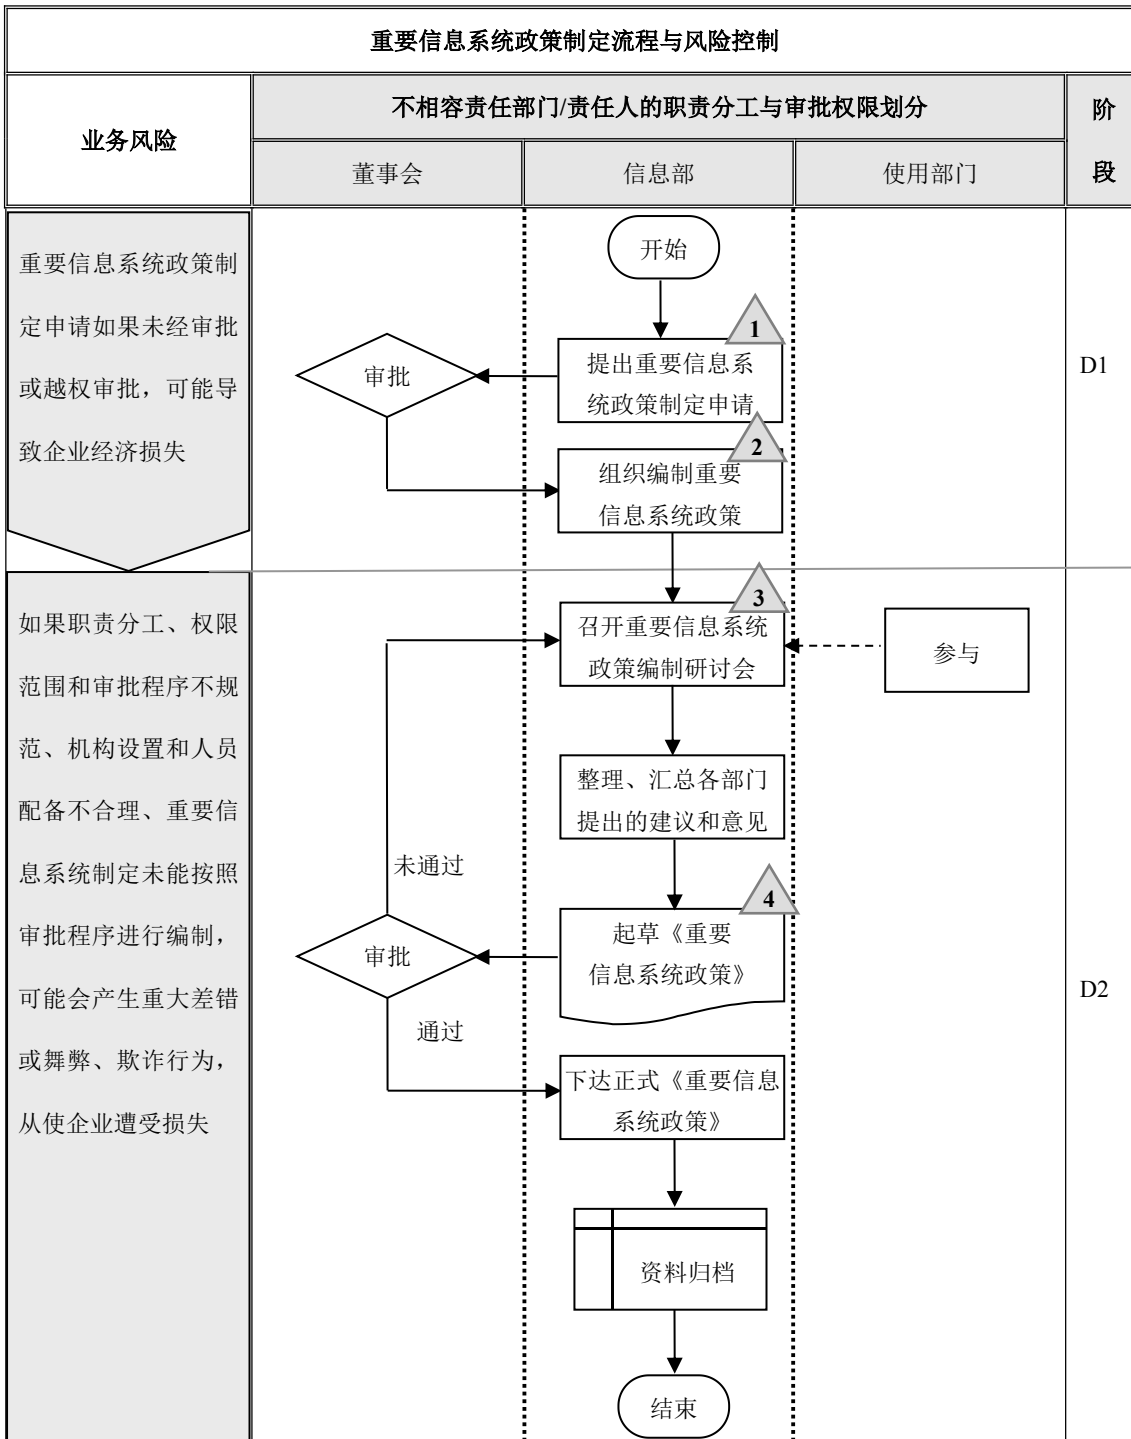 重要信息系统政策制定流程与风险控制
业务风险
不相容责任部门/责任人的职责分工与审批权限划分
阶
段
董事会
信息部
使用部门
重要信息系统政策制
定申请如果未经审批
或越权审批，可能导
致企业经济损失
开始
1
提出重要信息系
统政策制定申请
审批
2
组织编制重要
信息系统政策
D1
如果职责分工、权限
范围和审批程序不规
范、机构设置和人员
配备不合理、重要信
息系统制定未能按照
审批程序进行编制，
可能会产生重大差错
或舞弊、欺诈行为，
从使企业遭受损失
3
召开重要信息系统
政策编制研讨会
参与
整理、汇总各部门
提出的建议和意见
未通过
4
起草《重要
信息系统政策》
审批
通过
下达正式《重要信息
系统政策》
资料归档
结束
D2